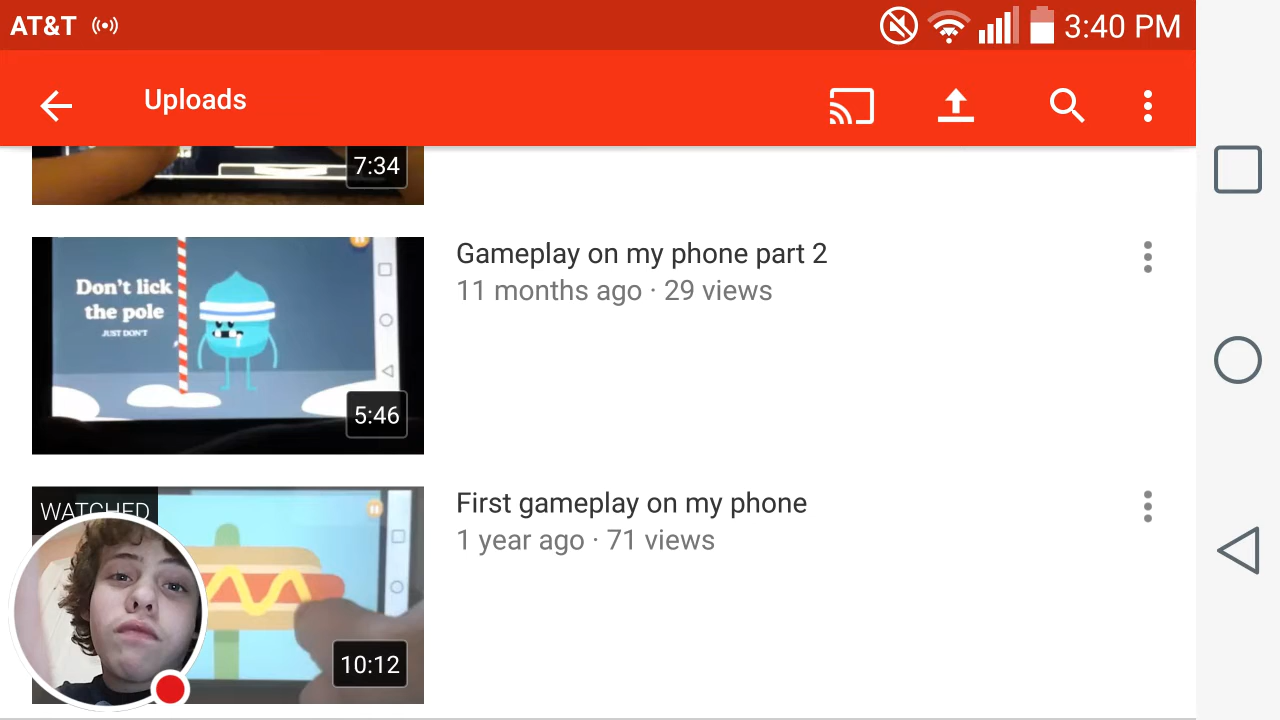 AT&T
3:40 PM
Uploads
7:34
Gameplay on my phone part 2
11 months ago · 29 views
Don't lick
the pole
JUST DON'T
5:46
WATCHED
First gameplay on my phone
1 year ago · 71 views
10:12